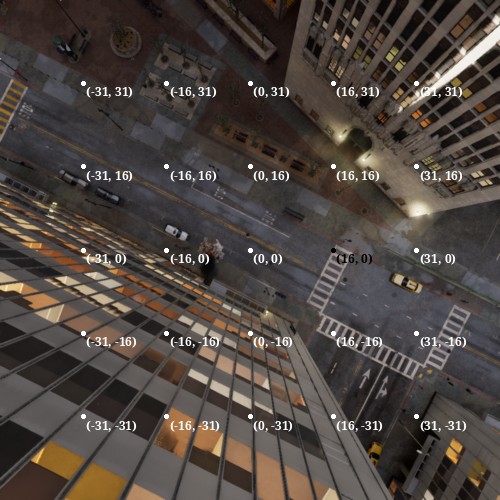 (-31, 31) (-16, 31) (0, 31) (16, 31) (31, 31)
(-31, 16) (-16, 16) (0, 16) (16, 16) (31, 16)
(-31, 0) (-16, 0) (0, 0) (16, 0) (31, 0)
(-31, -16) (-16, -16) (0, -16) (16, -16) (31, -16)
(-31, -31) (-16, -31) (0, -31) (16, -31) (31, -31)